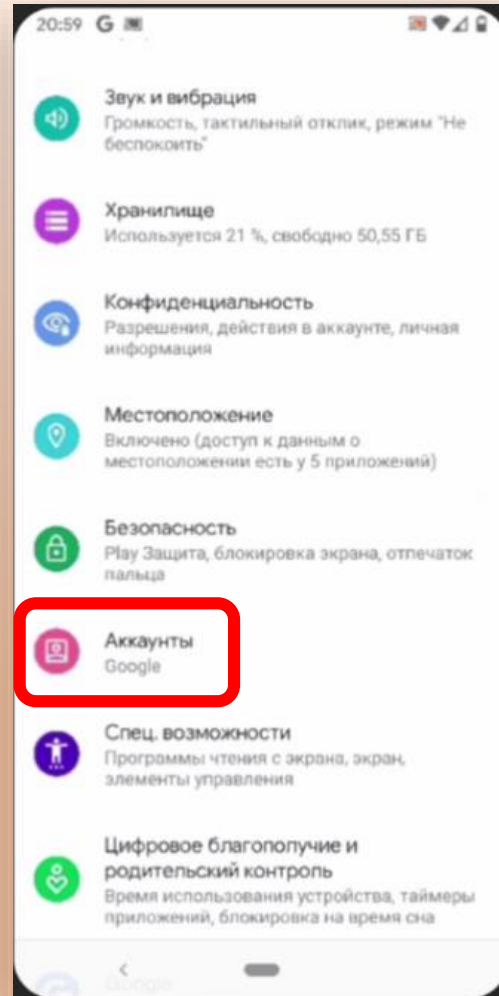 20:59 G
Звук и вибрация
Громкость, тактильный отклик, режим "Не
беспокоить"
Хранилище
Используется 21 %, свободно 50,55 ГБ
Конфиденциальность
Разрешения, действия в аккаунте, личная
информация
Местоположение
Включено (доступ к данным о
местоположении есть у 5 приложений)
Безопасность
Play Защита, блокировка экрана, отпечаток
пальца
Аккаунты
Google
Спец. возможности
Программы чтения с экрана, экран,
элементы управления
Цифровое благополучие и
родительский контроль
Время использования устройства, таймеры
приложений, блокировка на время сна
Google